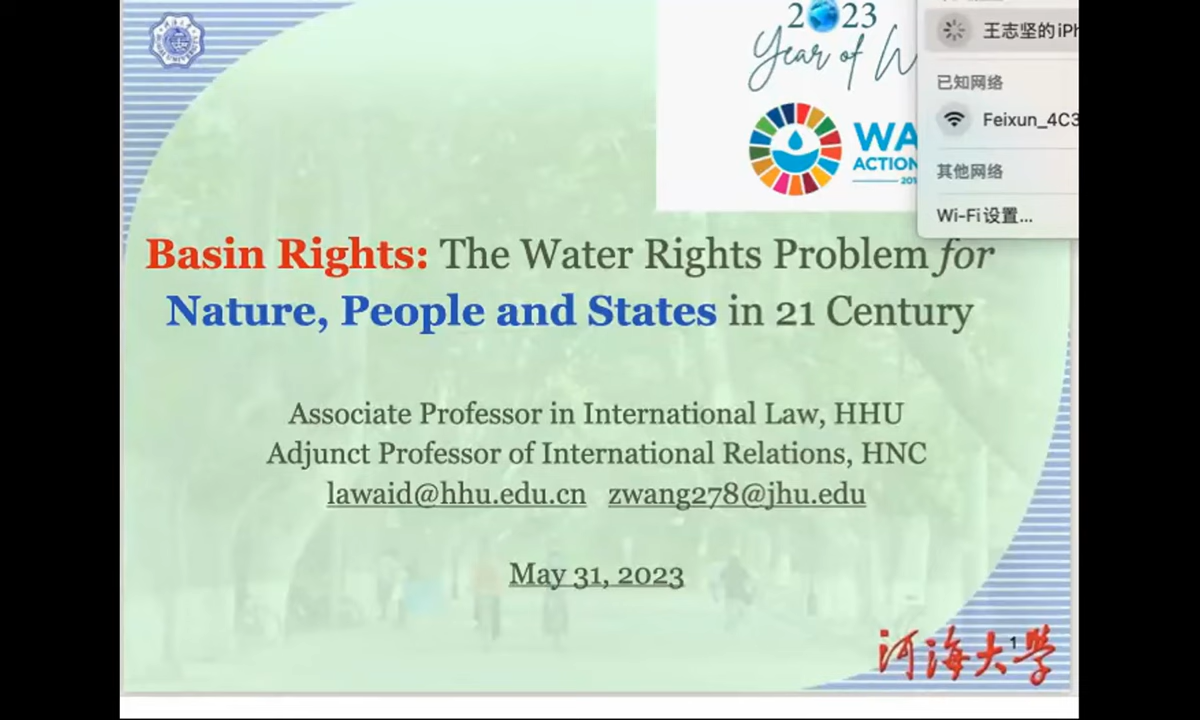 2023
Year of W
WA
ACTION
201
王志坚的iPh
已知网络
Feixun_4C3
其他网络
Wi-Fi设置...
Basin Rights: The Water Rights Problem for
Nature, People and States in 21 Century
Associate Professor in International Law, HHU
Adjunct Professor of International Relations, HNC
lawaid@hhu.edu.cn zwang278@jhu.edu
May 31, 2023
1
河海大学